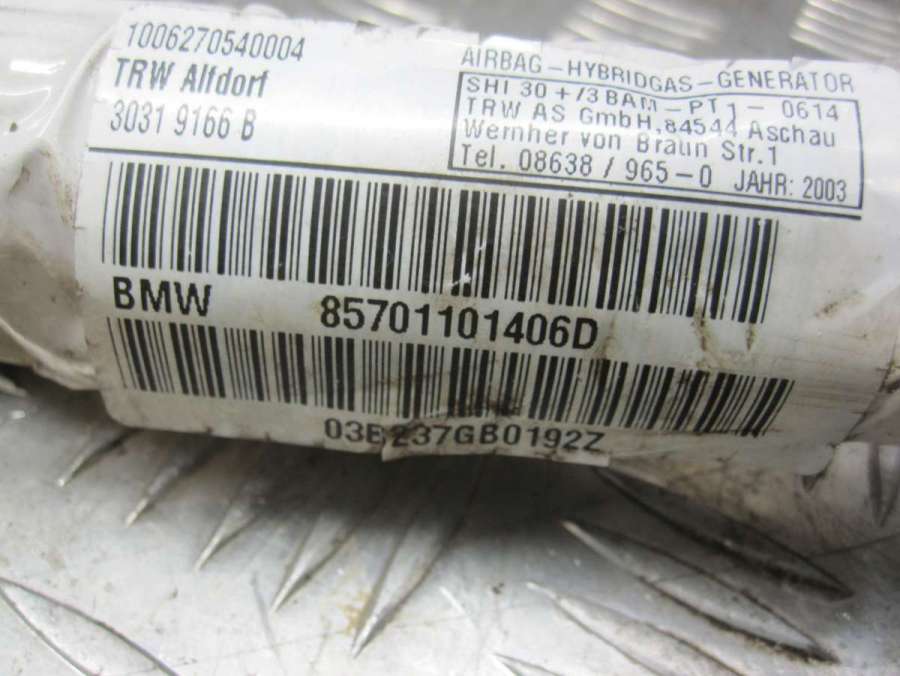 1006270540004
TRW Alfdorf
3031 9166 B
AIRBAG-HYBRIDGAS-GENERATOR
SHI 30 +/3 BAM-PT 1- 0614
TRW AS GmbH, 84544 Aschau
Wernher von Braun Str.1
Tel. 08638 / 965-0 JAHR: 2003
BMW 85701101406D